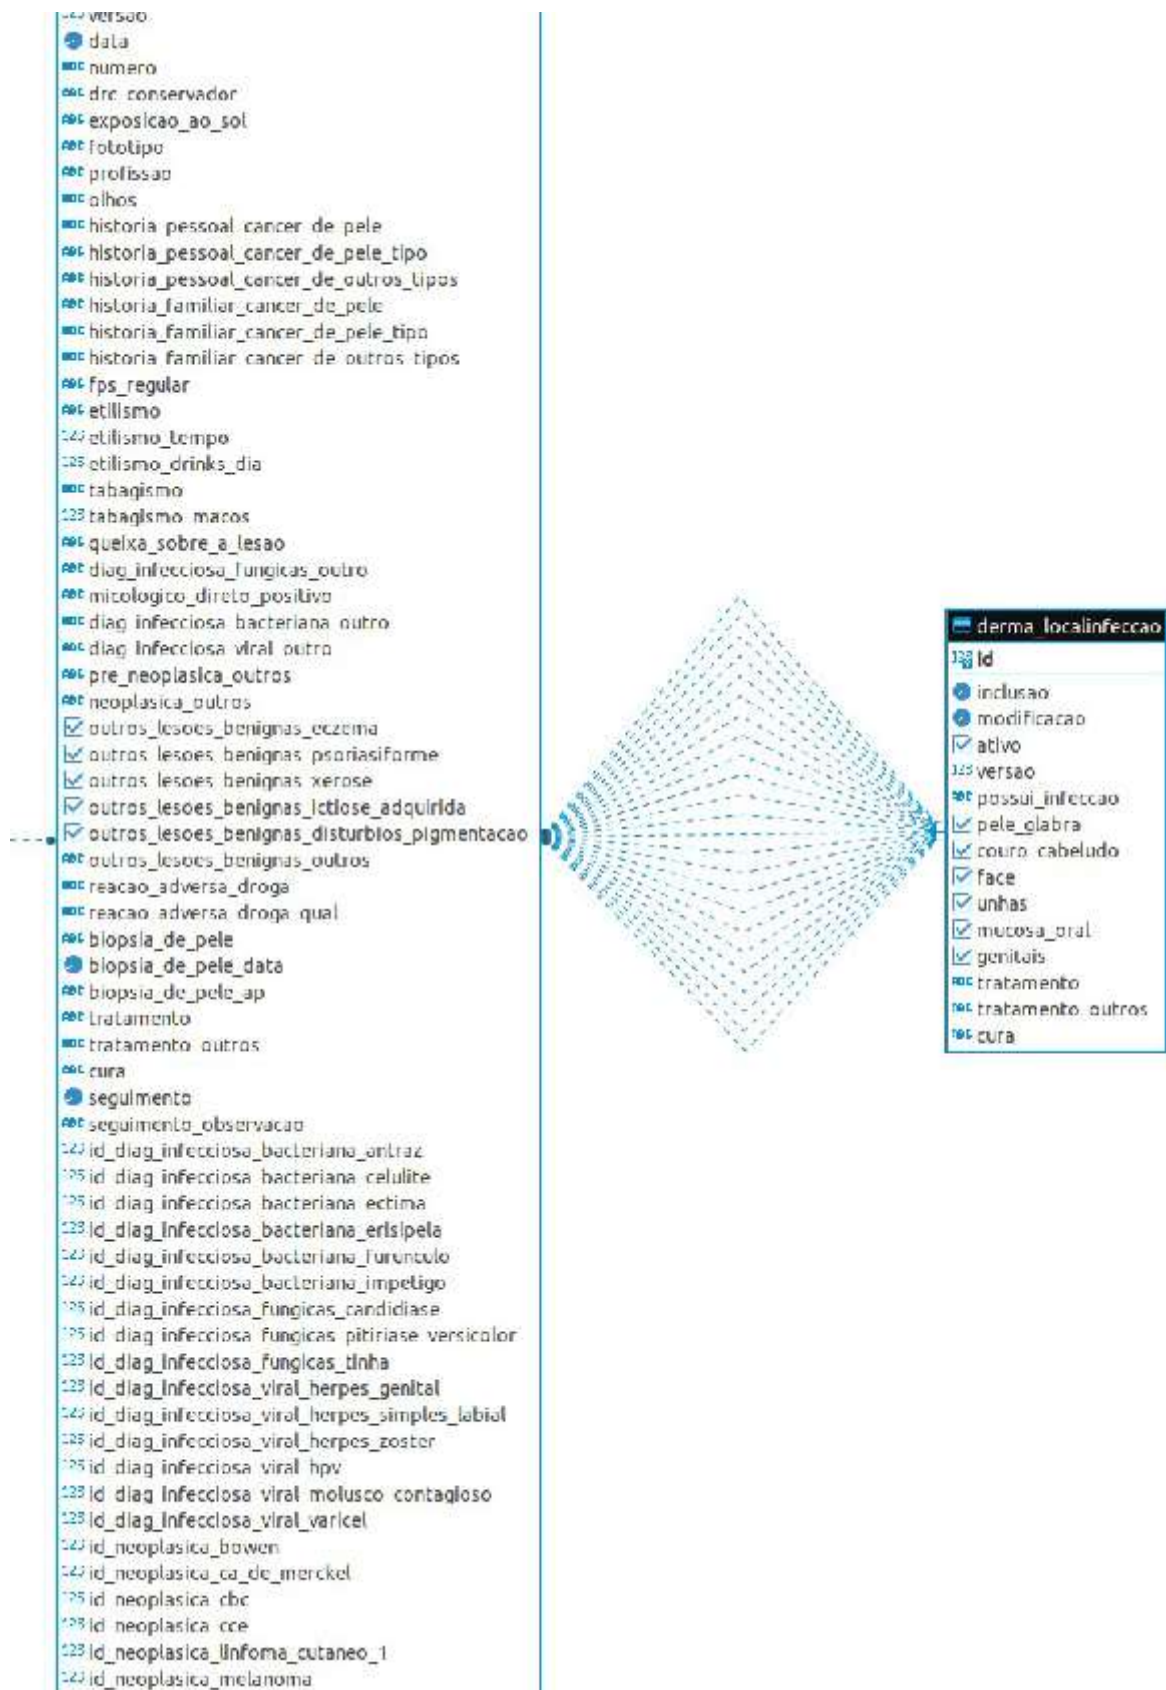 versao
data
numero
drc_conservador
exposicao_ao_sol
fototipo
profissao
olhos
historia_pessoal_cancer_de_pele
historia_pessoal_cancer_de_pele_tipo
historia_pessoal_cancer_de_outros_tipos
historia_familiar_cancer_de_pele
historia_familiar_cancer_de_pele_tipo
historia_familiar_cancer_de_outros_tipos
fps_regular
etilismo
etilismo_tempo
etilismo_drinks_dia
tabagismo
tabagismo_macos
queixa_sobre_a_lesao
diag_infecciosa_fungicas_outro
micologico_direto_positivo
diag_infecciosa_bacteriana_outro
diag_infecciosa_viral_outro
pre_neoplasica_outros
neoplasica_outros
outros_lesoes_benignas_eczema
outros_lesoes_benignas_psoriasiforme
outros_lesoes_benignas_xerose
outros_lesoes_benignas_ictiose_adquirida
outros_lesoes_benignas_disturbios_pigmentacao
outros_lesoes_benignas_outros
reacao_adversa_droga
reacao_adversa_droga_qual
biopsia_de_pele
biopsia_de_pele_data
biopsia_de_pele_ap
tratamento
tratamento_outros
cura
seguimento
seguimento_observacao
id_diag_infecciosa_bacteriana_antraz
id_diag_infecciosa_bacteriana_celulite
id_diag_infecciosa_bacteriana_ectima
id_diag_infecciosa_bacteriana_erisipela
id_diag_infecciosa_bacteriana_furunculo
id_diag_infecciosa_bacteriana_impetigo
id_diag_infecciosa_fungicas_candidiase
id_diag_infecciosa_fungicas_pitiriase_versicolor
id_diag_infecciosa_fungicas_tinha
id_diag_infecciosa_viral_herpes_genital
id_diag_infecciosa_viral_herpes_simples_labial
id_diag_infecciosa_viral_herpes_zoster
id_diag_infecciosa_viral_hpv
id_diag_infecciosa_viral_molusco_contagioso
id_diag_infecciosa_viral_varicel
id_neoplasica_bowen
id_neoplasica_ca_de_merckel
id_neoplasica_cbc
id_neoplasica_cce
id_neoplasica_linfoma_cutaneo_1
id_neoplasica_melanoma
derma_localinfeccao
id
inclusao
modificacao
ativo
versao
possui_infeccao
pele_glabra
couro_cabeludo
face
unhas
mucosa_oral
genitais
tratamento
tratamento_outros
cura